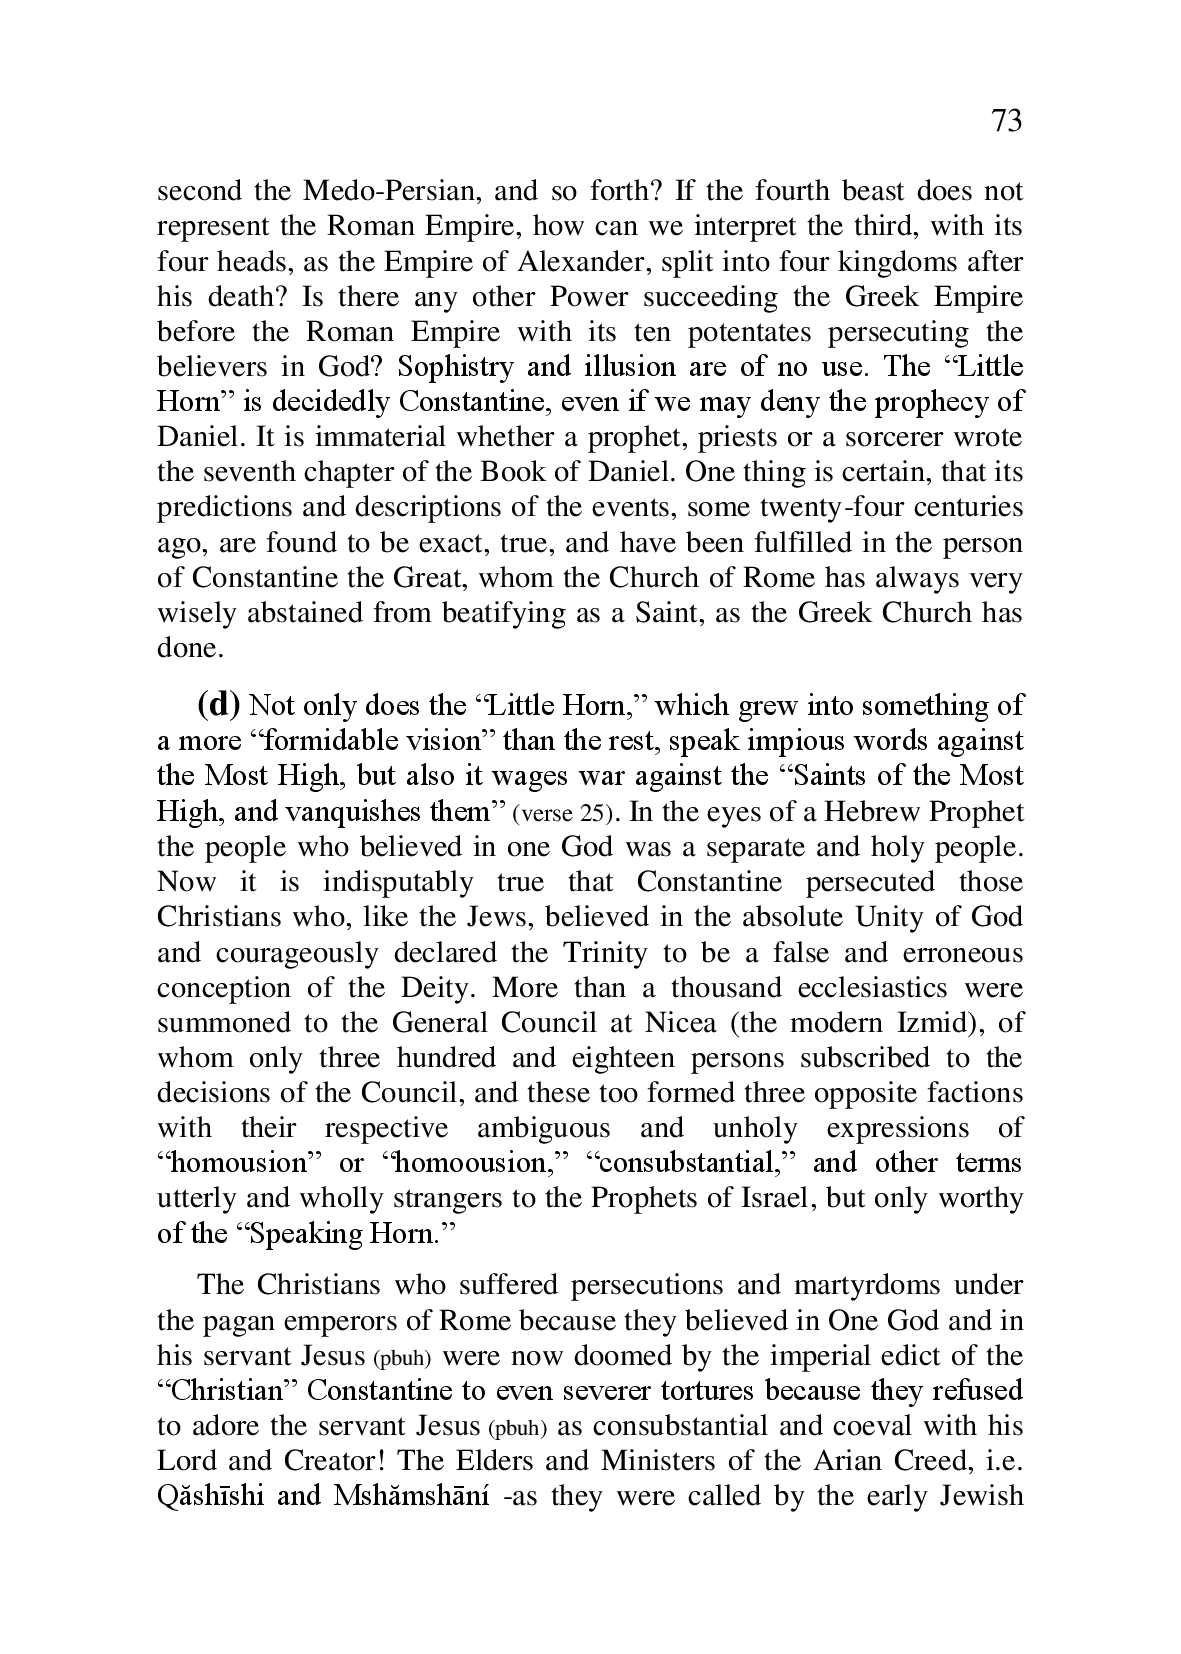 73
second the Medo-Persian, and so forth? If the fourth beast does not
represent the Roman Empire, how can we interpret the third, with its
four heads, as the Empire of Alexander, split into four kingdoms after
his death? Is there any other Power succeeding the Greek Empire
before the Roman Empire with its ten potentates persecuting the
believers in God? Sophistry and illusion are of no use. The “Little
Horn” is decidedly Constantine, even if we may deny the prophecy of
Daniel. It is immaterial whether a prophet, priests or a sorcerer wrote
the seventh chapter of the Book of Daniel. One thing is certain, that its
predictions and descriptions of the events, some twenty-four centuries
ago, are found to be exact, true, and have been fulfilled in the person
of Constantine the Great, whom the Church of Rome has always very
wisely abstained from beatifying as a Saint, as the Greek Church has
done.
(d) Not only does the “Little Horn,” which grew into something of
a more “formidable vision” than the rest, speak impious words against
the Most High, but also it wages war against the “Saints of the Most
High, and vanquishes them” (verse 25). In the eyes of a Hebrew Prophet
the people who believed in one God was a separate and holy people.
Now it is indisputably true that Constantine persecuted those
Christians who, like the Jews, believed in the absolute Unity of God
and courageously declared the Trinity to be a false and erroneous
conception of the Deity. More than a thousand ecclesiastics were
summoned to the General Council at Nicea (the modern Izmid), of
whom only three hundred and eighteen persons subscribed to the
decisions of the Council, and these too formed three opposite factions
with their respective ambiguous and unholy expressions of
“homousion” or “homoousion,” “consubstantial,” and other terms
utterly and wholly strangers to the Prophets of Israel, but only worthy
of the “Speaking Horn.”
The Christians who suffered persecutions and martyrdoms under
the pagan emperors of Rome because they believed in One God and in
his servant Jesus (pbuh) were now doomed by the imperial edict of the
“Christian” Constantine to even severer tortures because they refused
to adore the servant Jesus (pbuh) as consubstantial and coeval with his
Lord and Creator! The Elders and Ministers of the Arian Creed, i.e.
Qăshīshi and Mshămshāní -as they were called by the early Jewish